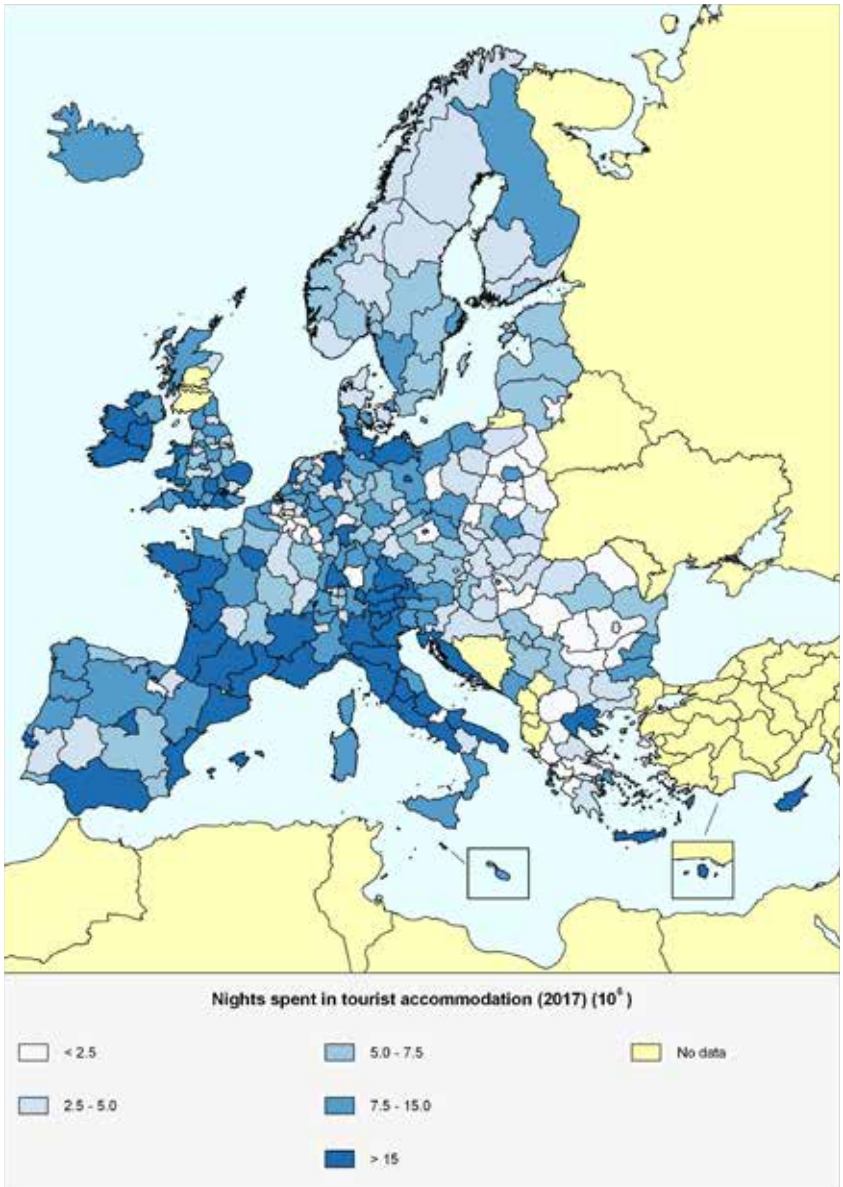 Nights spent in tourist accommodation (2017) (10⁶ )
< 2.5
5.0 - 7.5
No data
2.5 - 5.0
7.5 - 15.0
> 15